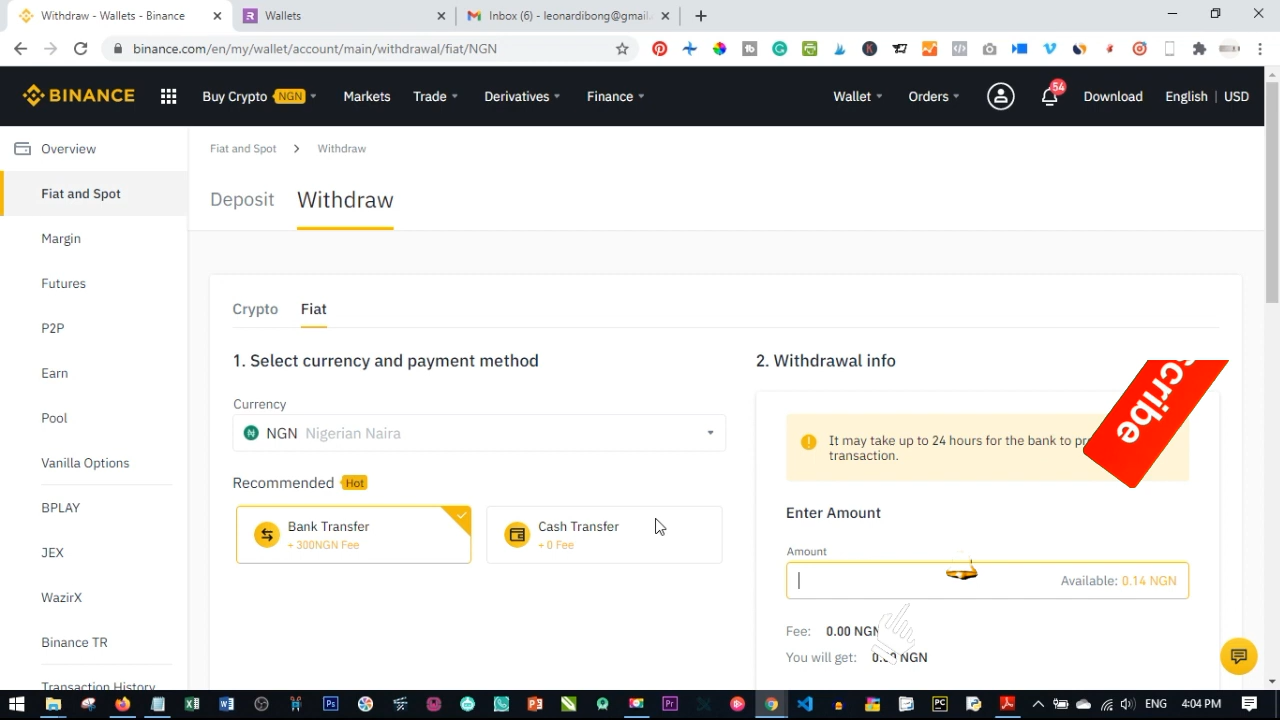 Withdraw - Wallets - Binance
Wallets
Inbox (6) - leonardibong@gmail.
binance.com/en/my/wallet/account/main/withdrawal/fiat/NGN
BINANCE
Buy Crypto NGN
Markets
Trade
Derivatives
Finance
Wallet
Orders
54
Download
English | USD
Overview
Fiat and Spot
Margin
Futures
P2P
Earn
Pool
Vanilla Options
BPLAY
JEX
WazirX
Binance TR
Transaction History
Fiat and Spot > Withdraw
Deposit
Withdraw
Crypto
Fiat
1. Select currency and payment method
Currency
NGN Nigerian Naira
Recommended Hot
Bank Transfer
+ 300NGN Fee
Cash Transfer
+ 0 Fee
2. Withdrawal info
It may take up to 24 hours for the bank to pr
transaction.
cribe
Enter Amount
Amount
Available: 0.14 NGN
Fee: 0.00 NGN
You will get: 0.00 NGN
ENG
4:04 PM